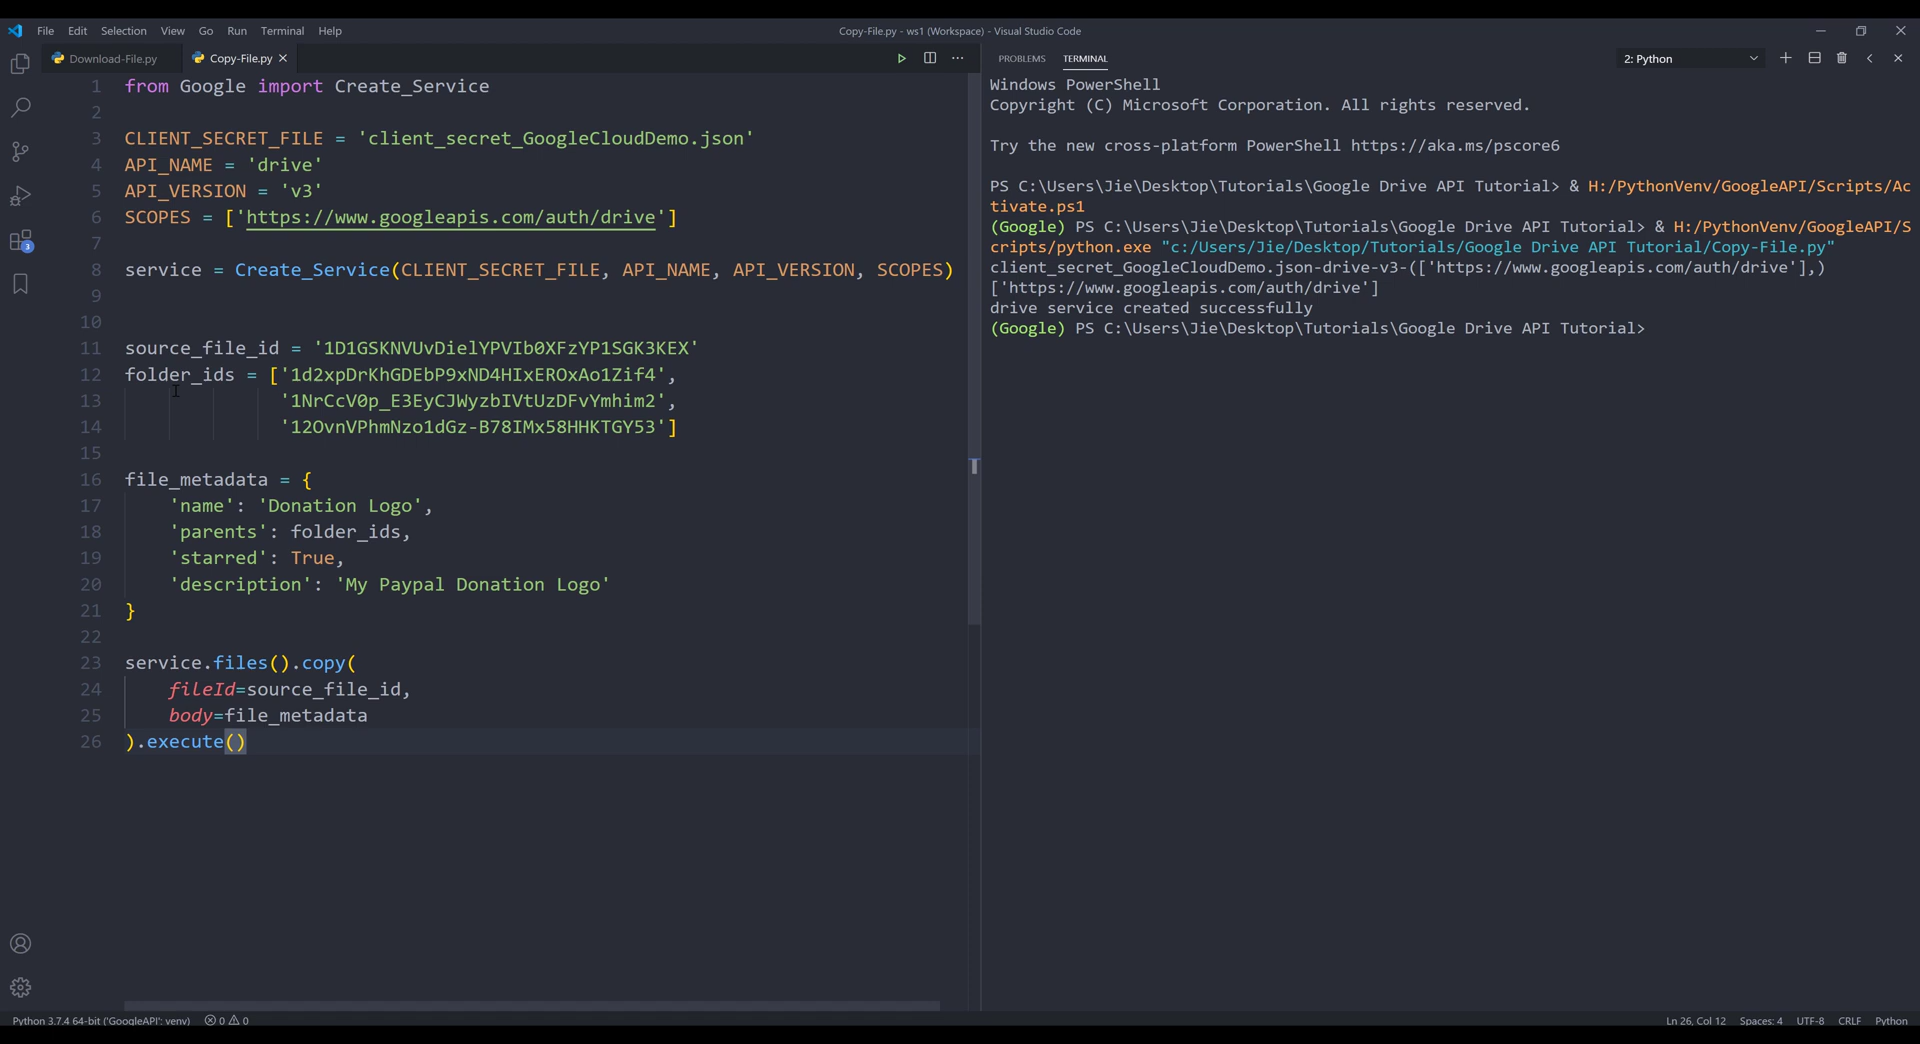 File Edit Selection View Go Run Terminal Help
Copy-File.py - ws1 (Workspace) - Visual Studio Code
Download-File.py
Copy-File.py
1 from Google import Create_Service
2
3 CLIENT_SECRET_FILE = 'client_secret_GoogleCloudDemo.json'
4 API_NAME = 'drive'
5 API_VERSION = 'v3'
6 SCOPES = ['https://www.googleapis.com/auth/drive']
7
8 service = Create_Service(CLIENT_SECRET_FILE, API_NAME, API_VERSION, SCOPES)
9
10
11 source_file_id = '1D1GSKNVUvDielYPVIb0XFzYP1SGK3KEX'
12 folder_ids = ['1d2xpDrKhGDEbP9xND4HIxEROxAo1Zif4',
13 '1NrCcV0p_E3EyCJWyzbIVtUzDFvYmhim2',
14 '12OvnVPhmNzo1dGz-B78IMx58HHKTGY53']
15
16 file_metadata = {
17 'name': 'Donation Logo',
18 'parents': folder_ids,
19 'starred': True,
20 'description': 'My Paypal Donation Logo'
21 }
22
23 service.files().copy(
24 fileId=source_file_id,
25 body=file_metadata
26 ).execute()
3
PROBLEMS TERMINAL
2: Python
Windows PowerShell
Copyright (C) Microsoft Corporation. All rights reserved.
Try the new cross-platform PowerShell https://aka.ms/pscore6
PS C:\Users\Jie\Desktop\Tutorials\Google Drive API Tutorial> & H:/PythonVenv/GoogleAPI/Scripts/Ac
tivate.ps1
(Google) PS C:\Users\Jie\Desktop\Tutorials\Google Drive API Tutorial> & H:/PythonVenv/GoogleAPI/S
cripts/python.exe "c:/Users/Jie/Desktop/Tutorials/Google Drive API Tutorial/Copy-File.py"
client_secret_GoogleCloudDemo.json-drive-v3-(['https://www.googleapis.com/auth/drive'],)
['https://www.googleapis.com/auth/drive']
drive service created successfully
(Google) PS C:\Users\Jie\Desktop\Tutorials\Google Drive API Tutorial>
Python 3.7.4 64-bit ('GoogleAPI': venv) 0 0
Ln 26, Col 12 Spaces: 4 UTF-8 CRLF Python